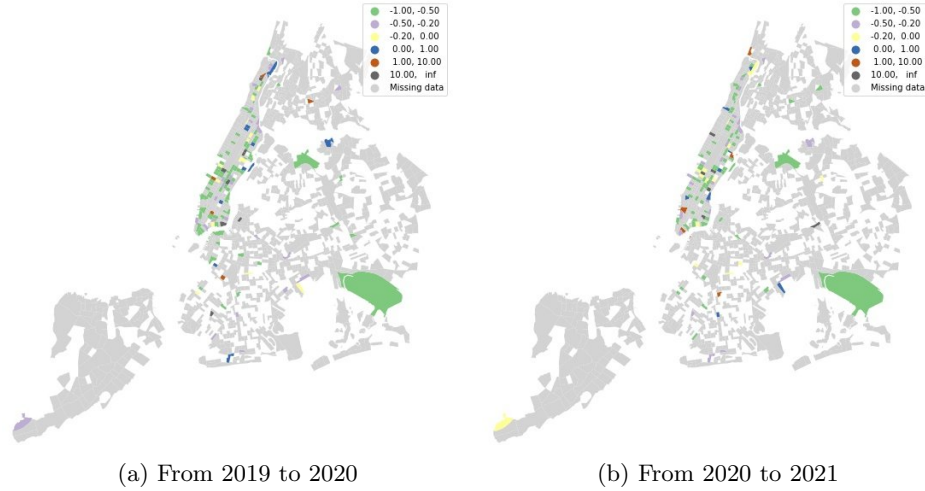 -1.00, -0.50
-0.50, -0.20
-0.20, 0.00
0.00, 1.00
1.00, 10.00
10.00, inf
Missing data
-1.00, -0.50
-0.50, -0.20
-0.20, 0.00
0.00, 1.00
1.00, 10.00
10.00, inf
Missing data
(a) From 2019 to 2020
(b) From 2020 to 2021